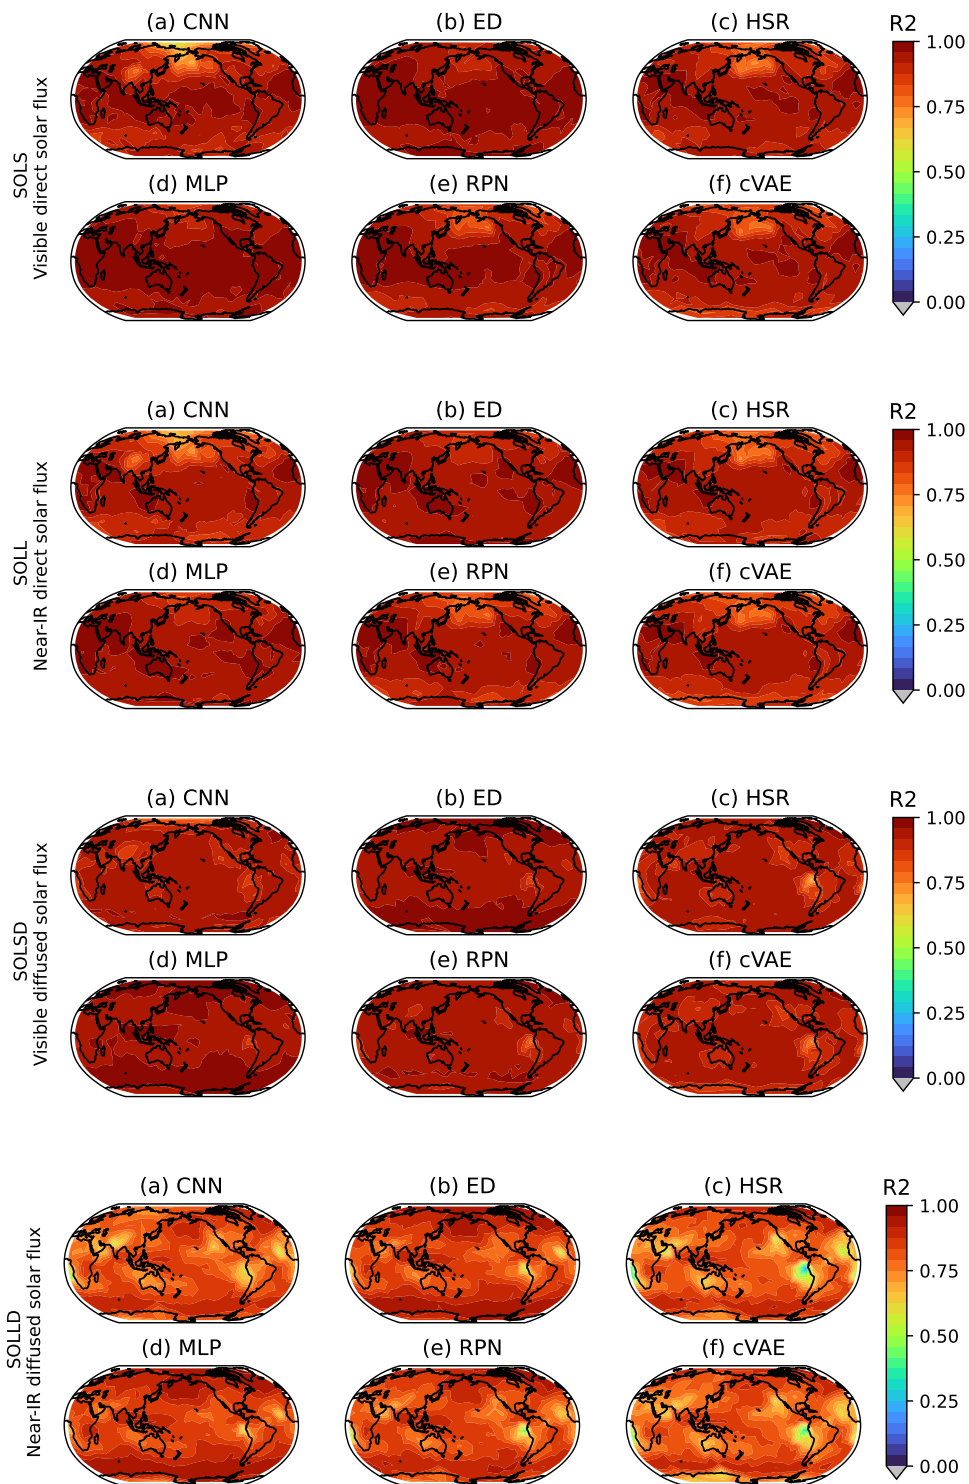 (a) CNN
(b) ED
(c) HSR
R2
SOLS
Visible direct solar flux
1.00
0.75
0.50
0.25
0.00
(d) MLP
(e) RPN
(f) cVAE
(a) CNN
(b) ED
(c) HSR
R2
SOLL
Near-IR direct solar flux
1.00
0.75
0.50
0.25
0.00
(d) MLP
(e) RPN
(f) cVAE
(a) CNN
(b) ED
(c) HSR
R2
SOLSD
Visible diffused solar flux
1.00
0.75
0.50
0.25
0.00
(d) MLP
(e) RPN
(f) cVAE
(a) CNN
(b) ED
(c) HSR
R2
SOLLD
Near-IR diffused solar flux
1.00
0.75
0.50
0.25
0.00
(d) MLP
(e) RPN
(f) cVAE